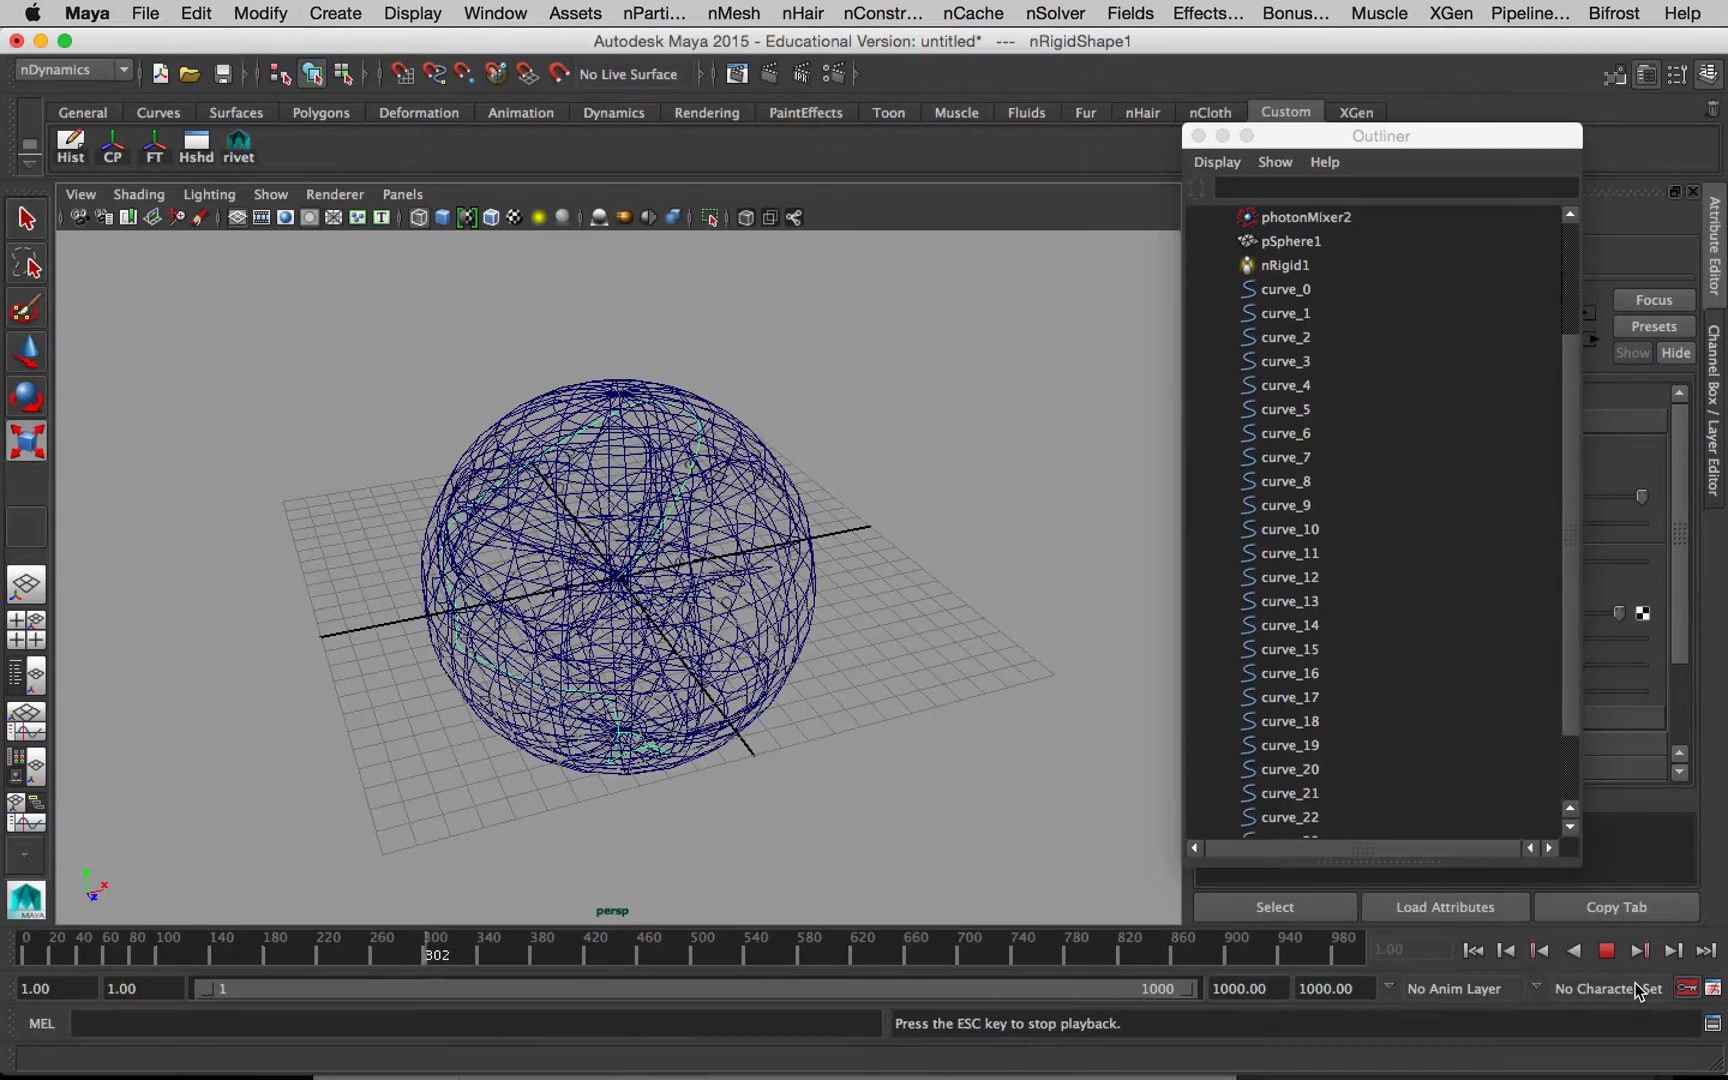 Maya File Edit Modify Create Display Window Assets nParti... nMesh nHair nConstr... nCache nSolver Fields Effects... Bonus... Muscle XGen Pipeline... Bifrost Help
Autodesk Maya 2015 - Educational Version: untitled* --- nRigidShape1
nDynamics No Live Surface
General Curves Surfaces Polygons Deformation Animation Dynamics Rendering PaintEffects Toon Muscle Fluids Fur nHair nCloth Custom XGen
Hist CP FT Hshd rivet
Outliner
Display Show Help
View Shading Lighting Show Renderer Panels
photonMixer2
pSphere1
nRigid1
curve_0
curve_1
curve_2
curve_3
curve_4
curve_5
curve_6
curve_7
curve_8
curve_9
curve_10
curve_11
curve_12
curve_13
curve_14
curve_15
curve_16
curve_17
curve_18
curve_19
curve_20
curve_21
curve_22
Focus
Presets
Show Hide
Attribute Editor
Channel Box / Layer Editor
y x z
MAYA
persp
Select Load Attributes Copy Tab
0 20 40 60 80 100 140 180 220 260 300 340 380 420 460 500 540 580 620 660 700 740 780 820 860 900 940 980 1.00
302
1.00 1.00 1 1000 1000.00 1000.00 No Anim Layer No Character Set
MEL Press the ESC key to stop playback.